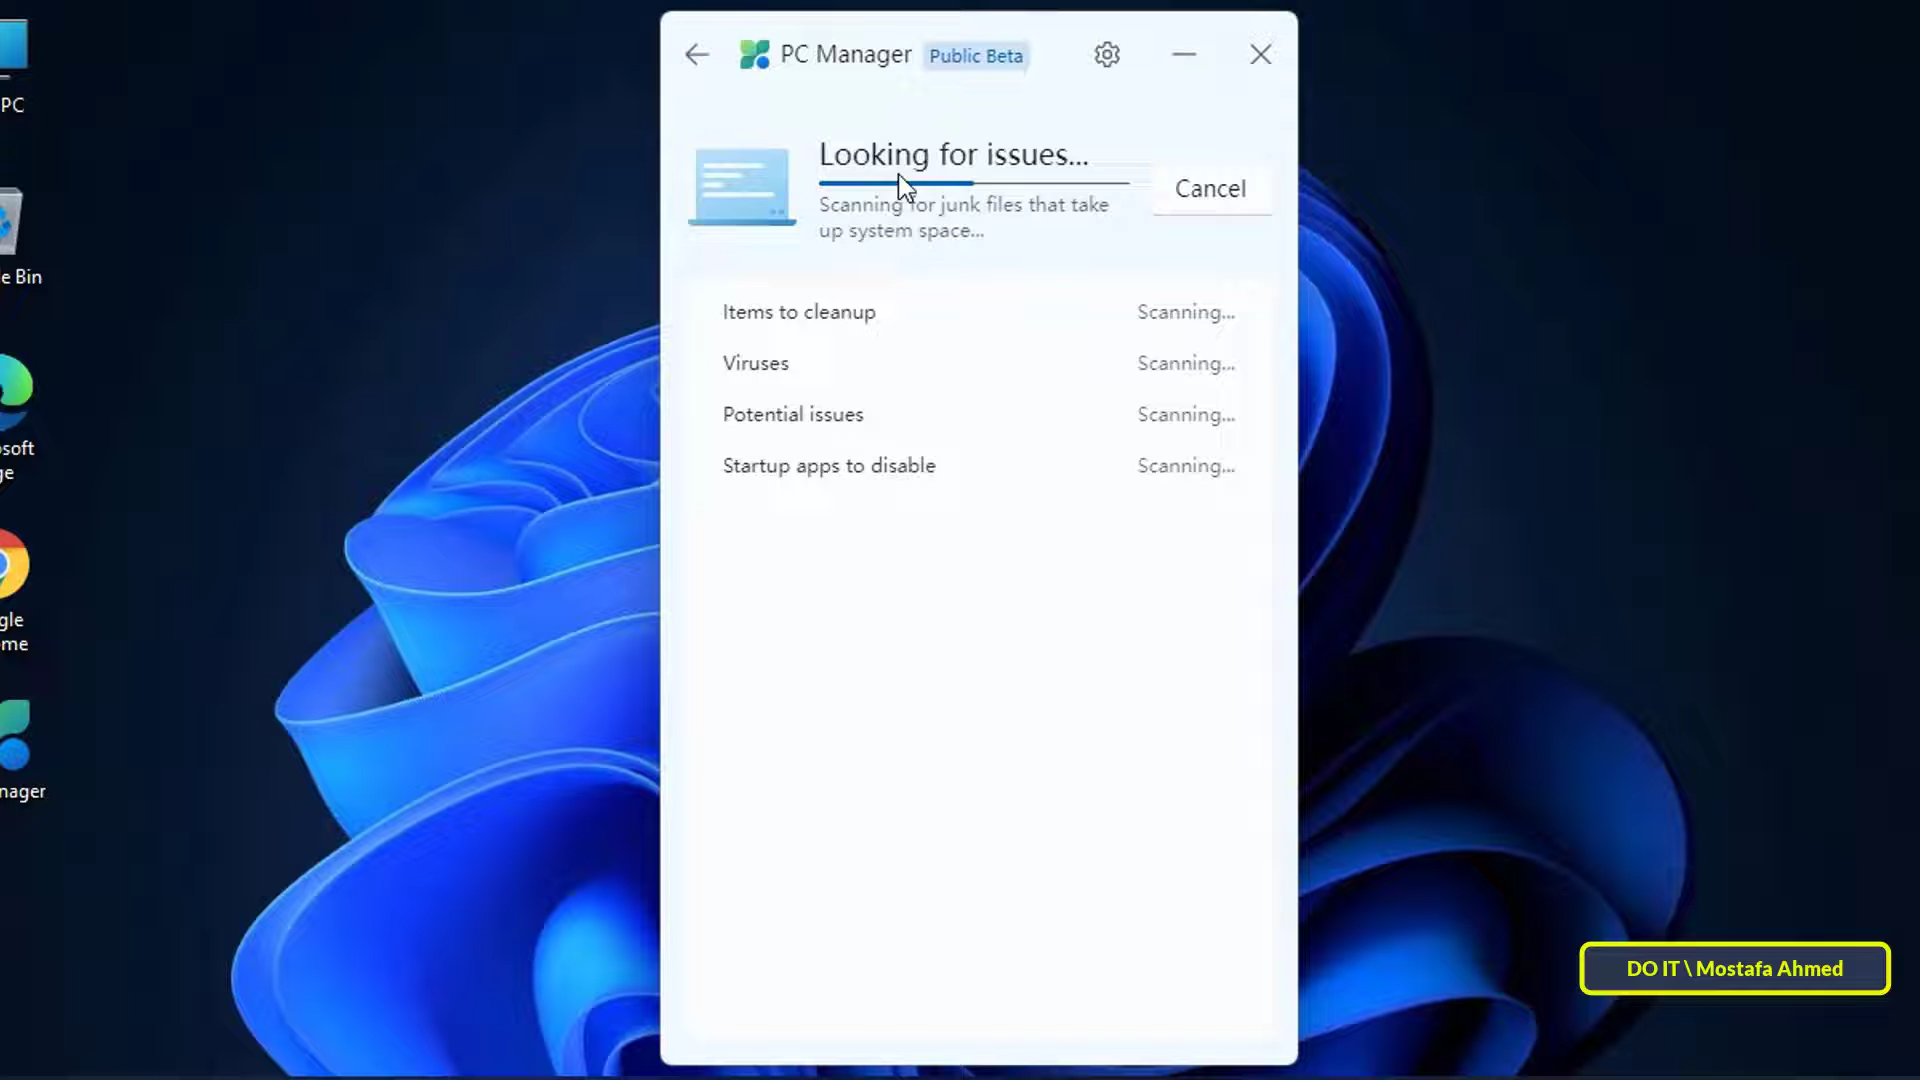 PC
e Bin
soft
ge
gle
me
nager
PC Manager Public Beta
Looking for issues...
Scanning for junk files that take
up system space...
Cancel
Items to cleanup Scanning...
Viruses Scanning...
Potential issues Scanning...
Startup apps to disable Scanning...
DO IT \ Mostafa Ahmed